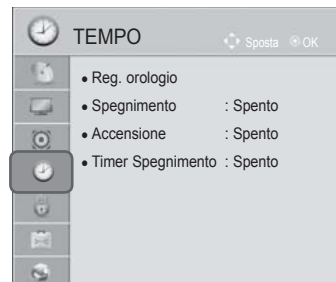 TEMPO
Sposta OK
• Reg. orologio
• Spegnimento : Spento
• Accensione : Spento
• Timer Spegnimento : Spento